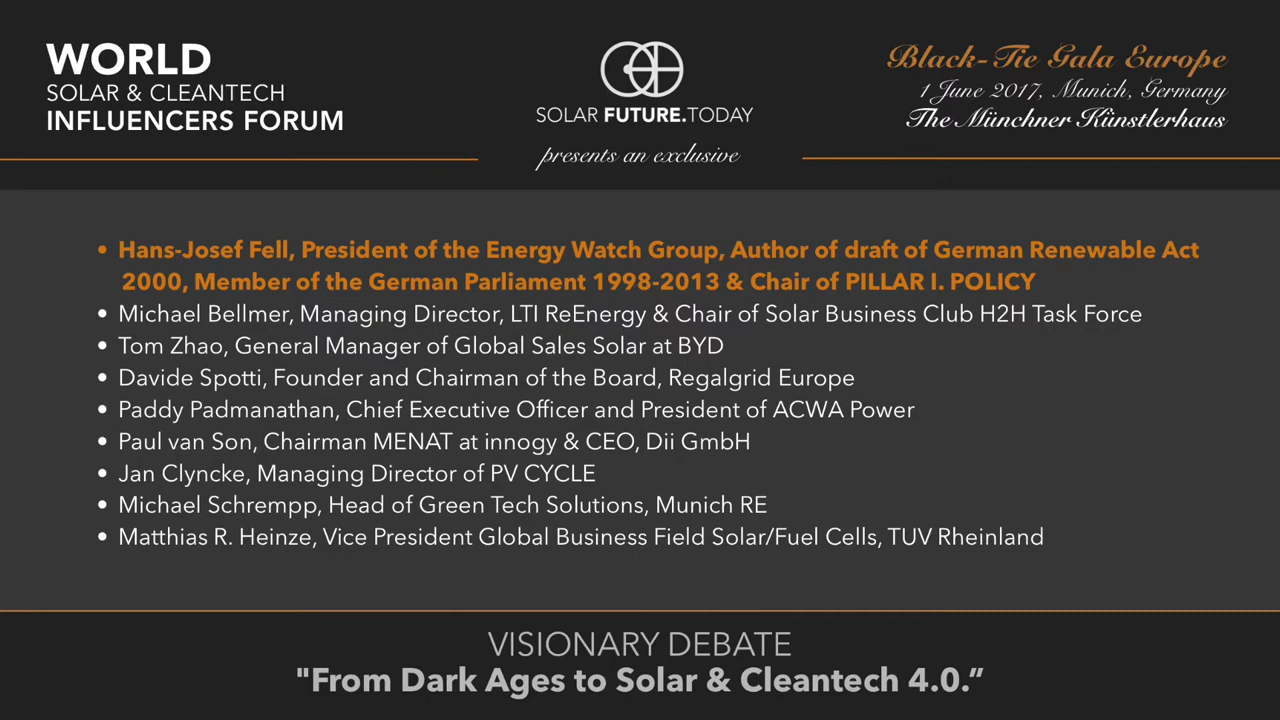 WORLD
SOLAR & CLEANTECH
INFLUENCERS FORUM
SOLAR FUTURE.TODAY
presents an exclusive
Black-Tie Gala Europe
1 June 2017, Munich, Germany
The Münchner Künstlerhaus
• Hans-Josef Fell, President of the Energy Watch Group, Author of draft of German Renewable Act
2000, Member of the German Parliament 1998-2013 & Chair of PILLAR I. POLICY
• Michael Bellmer, Managing Director, LTI ReEnergy & Chair of Solar Business Club H2H Task Force
• Tom Zhao, General Manager of Global Sales Solar at BYD
• Davide Spotti, Founder and Chairman of the Board, Regalgrid Europe
• Paddy Padmanathan, Chief Executive Officer and President of ACWA Power
• Paul van Son, Chairman MENAT at innogy & CEO, Dii GmbH
• Jan Clyncke, Managing Director of PV CYCLE
• Michael Schrempp, Head of Green Tech Solutions, Munich RE
• Matthias R. Heinze, Vice President Global Business Field Solar/Fuel Cells, TUV Rheinland
VISIONARY DEBATE
"From Dark Ages to Solar & Cleantech 4.0.”